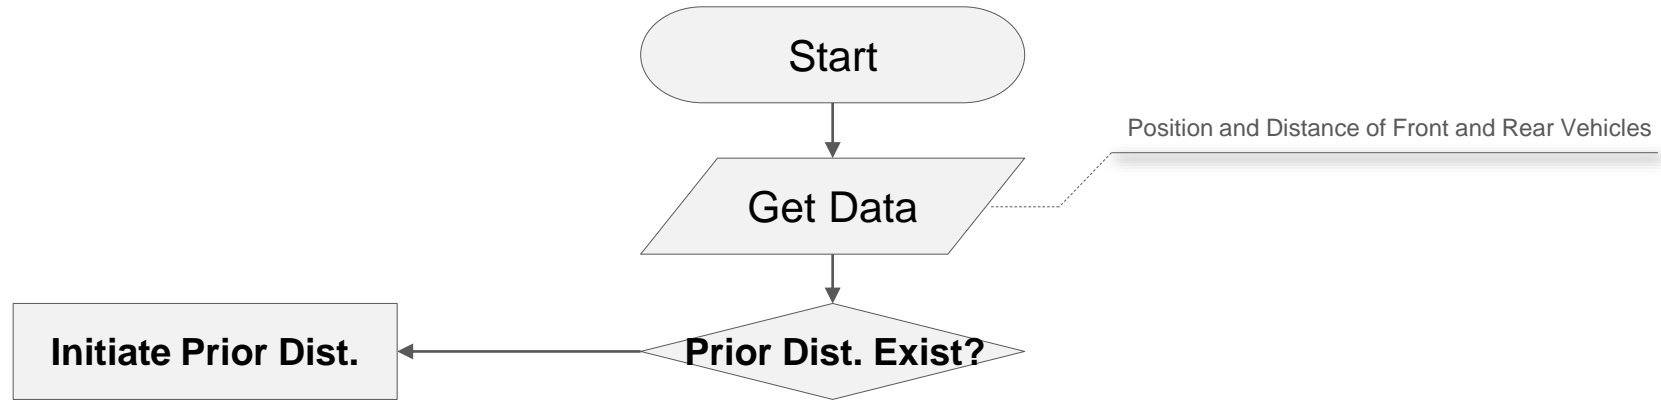 Start
Position and Distance of Front and Rear Vehicles
Get Data
Initiate Prior Dist.
Prior Dist. Exist?